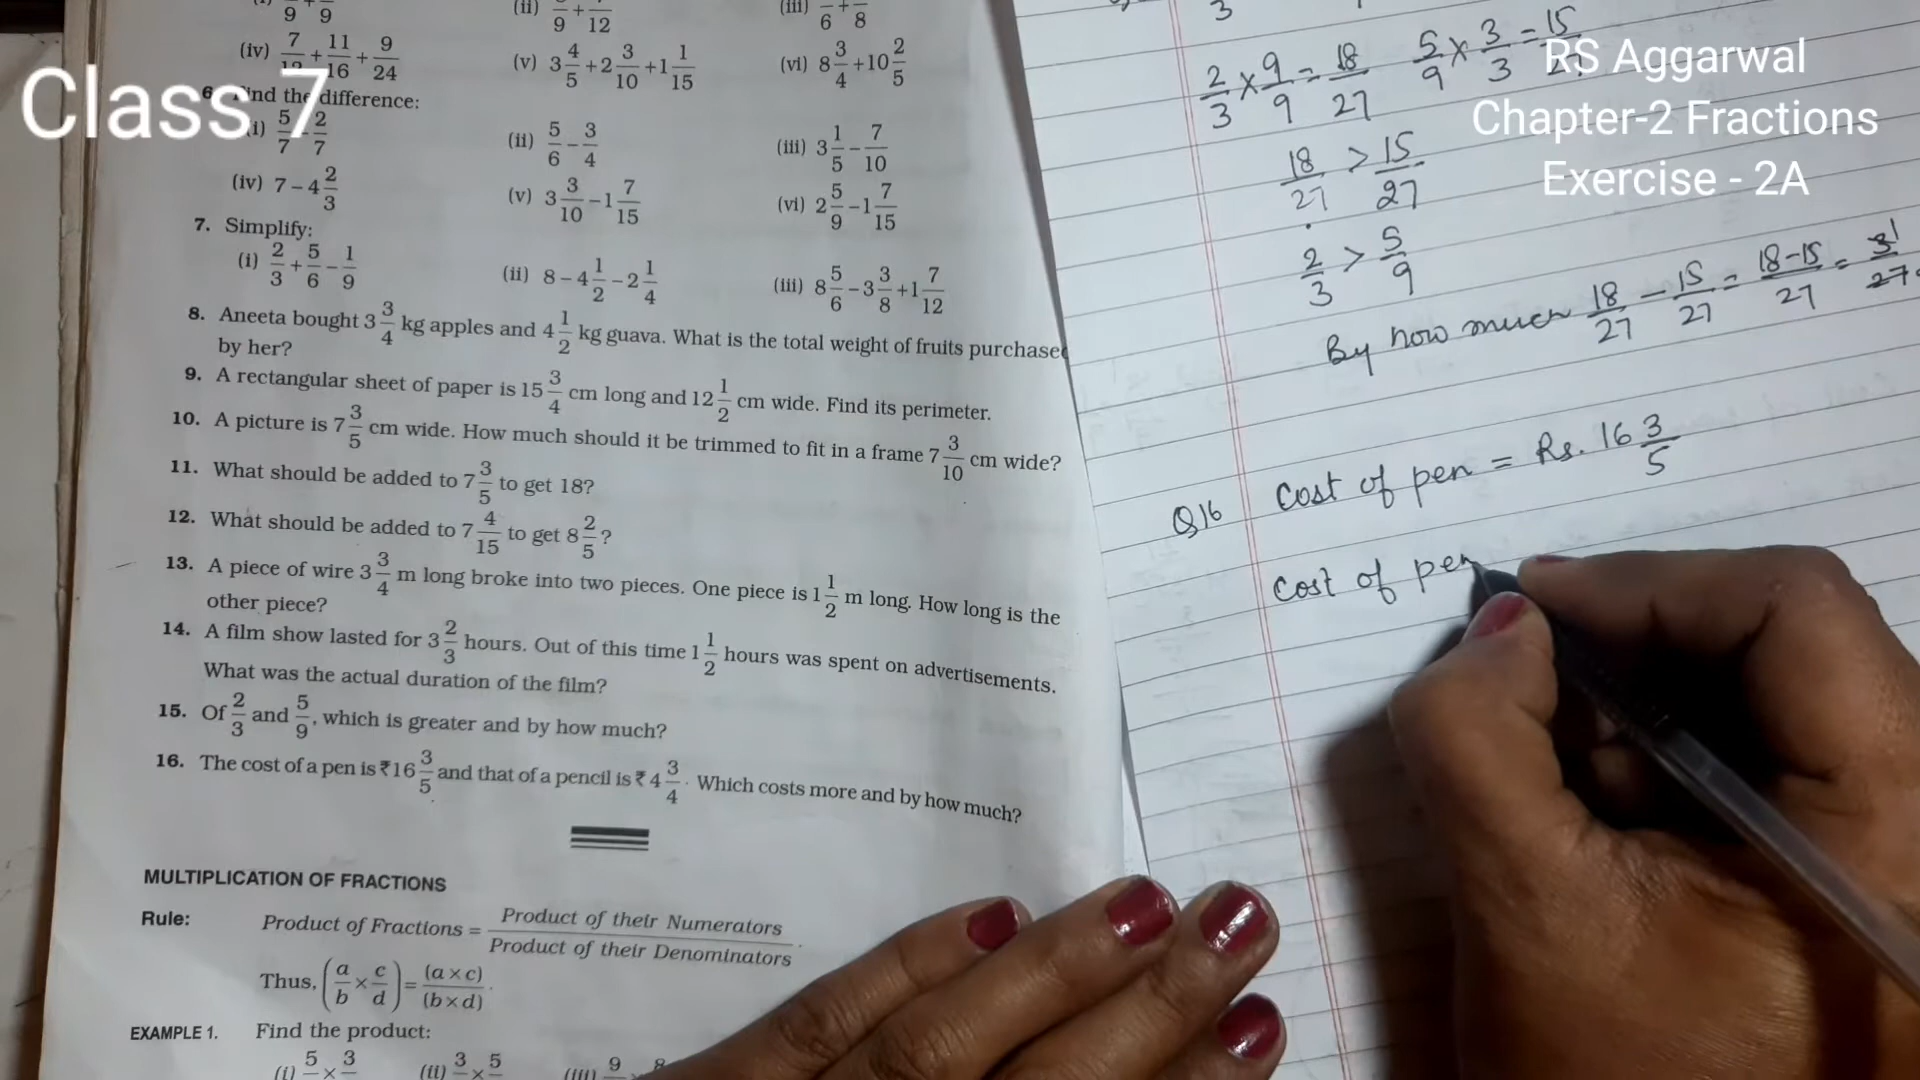 Class 7
RS Aggarwal
Chapter-2 Fractions
Exercise - 2A
(iv) 7/12 + 11/16 + 9/24 (v) 3 4/5 + 2 3/10 + 1 1/15 (vi) 8 3/4 + 10 2/5
6. Find the difference:
(i) 5/7 - 2/7 (ii) 5/6 - 3/4 (iii) 3 1/5 - 7/10
(iv) 7 - 4 2/3 (v) 3 3/10 - 1 7/15 (vi) 2 5/9 - 1 7/15
7. Simplify:
(i) 2/3 + 5/6 - 1/9 (ii) 8 - 4 1/2 - 2 1/4 (iii) 8 5/6 - 3 3/8 + 1 7/12
8. Aneeta bought 3 3/4 kg apples and 4 1/2 kg guava. What is the total weight of fruits purchased
by her?
9. A rectangular sheet of paper is 15 3/4 cm long and 12 1/2 cm wide. Find its perimeter.
10. A picture is 7 3/5 cm wide. How much should it be trimmed to fit in a frame 7 3/10 cm wide?
11. What should be added to 7 3/5 to get 18?
12. What should be added to 7 4/15 to get 8 2/5?
13. A piece of wire 3 3/4 m long broke into two pieces. One piece is 1 1/2 m long. How long is the
other piece?
14. A film show lasted for 3 2/3 hours. Out of this time 1 1/2 hours was spent on advertisements.
What was the actual duration of the film?
15. Of 2/3 and 5/9, which is greater and by how much?
16. The cost of a pen is ₹16 3/5 and that of a pencil is ₹4 3/4. Which costs more and by how much?
MULTIPLICATION OF FRACTIONS
Rule: Product of Fractions = Product of their Numerators / Product of their Denominators.
Thus, (a/b × c/d) = (a×c)/(b×d).
EXAMPLE 1. Find the product:
(i) 5 × 3 (ii) 3 × 5 (iii) 9 8
2/3 × 9/9 = 18/27 5/9 × 3/3 = 15
18/27 > 15/27
2/3 > 5/9
By how much 18/27 - 15/27 = 18-15/27 = 3/27
Q16 Cost of pen = Rs. 16 3/5
Cost of pen